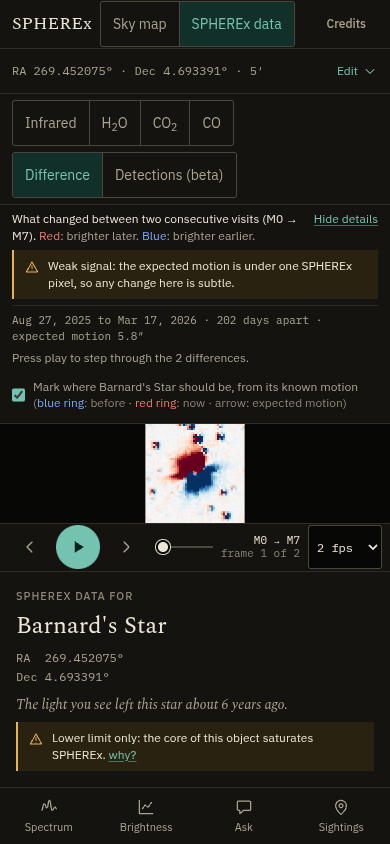 SPHEREx Sky map SPHEREx data Credits
RA 269.452075° · Dec 4.693391° · 5′ Edit
Infrared H₂O CO₂ CO
Difference Detections (beta)
What changed between two consecutive visits (M0 → Hide details
M7). Red: brighter later. Blue: brighter earlier.
Weak signal: the expected motion is under one SPHEREx
pixel, so any change here is subtle.
Aug 27, 2025 to Mar 17, 2026 · 202 days apart ·
expected motion 5.8″
Press play to step through the 2 differences.
Mark where Barnard's Star should be, from its known motion
(blue ring: before · red ring: now · arrow: expected motion)
M0 → M7
frame 1 of 2
2 fps
SPHEREX DATA FOR
Barnard's Star
RA 269.452075°
Dec 4.693391°
The light you see left this star about 6 years ago.
Lower limit only: the core of this object saturates
SPHEREx. why?
Spectrum Brightness Ask Sightings